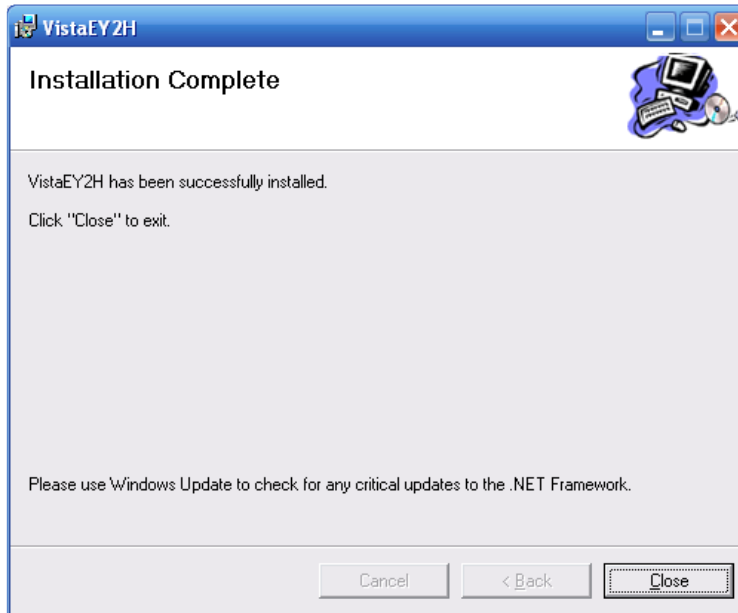 VistaEY2H
Installation Complete
VistaEY2H has been successfully installed.
Click "Close" to exit.
Please use Windows Update to check for any critical updates to the .NET Framework.
Cancel
< Back
Close